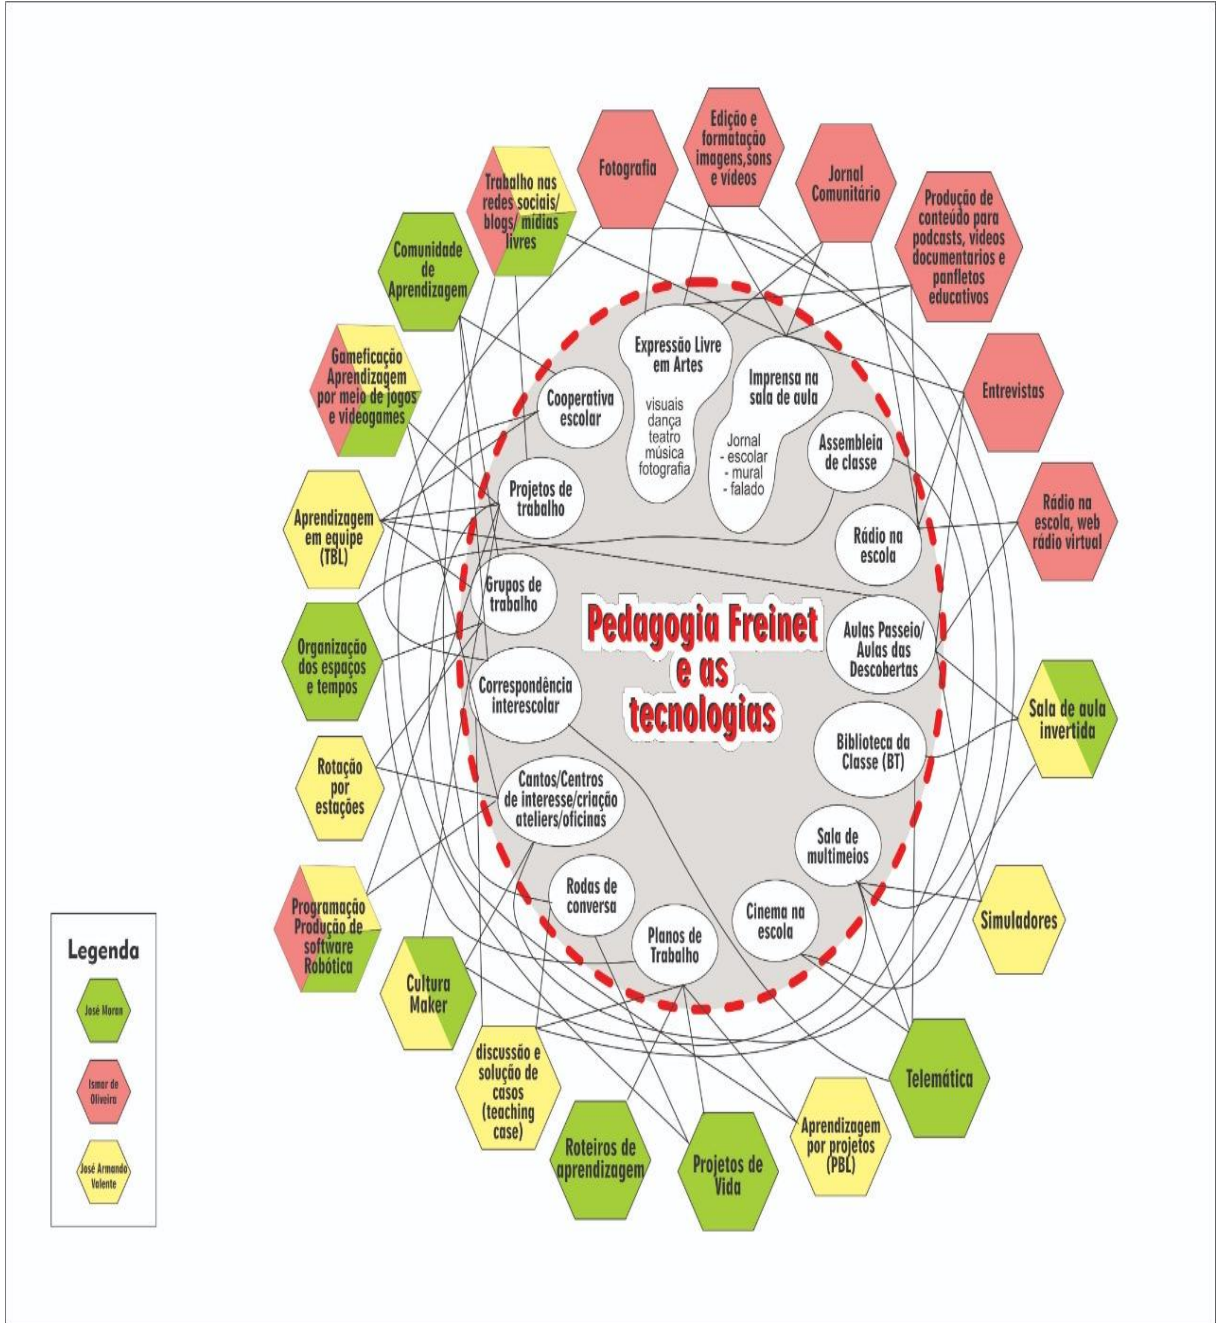 Edição e
formatação
imagens,sons
e vídeos
Fotografia
Jornal
Comunitário
Trabalho nas
redes sociais/
blogs/ mídias
livres
Produção de
conteúdo para
podcasts, videos
documentarios e
panfletos
educativos
Comunidade
de
Aprendizagem
Gameficação
Aprendizagem
por meio de jogos
e videogames
Entrevistas
Aprendizagem
em equipe
(TBL)
Rádio na
escola, web
rádio virtual
Organização
dos espaços
e tempos
Sala de aula
invertida
Rotação
por
estações
Simuladores
Programação
Produção de
software
Robótica
Cultura
Maker
discussão e
solução de
casos
(teaching
case)
Roteiros de
aprendizagem
Projetos de
Vida
Aprendizagem
por projetos
(PBL)
Telemática
Expressão Livre
em Artes
visuais
dança
teatro
música
fotografia
Imprensa na
sala de aula
Jornal
- escolar
- mural
- falado
Cooperativa
escolar
Assembleia
de classe
Projetos de
trabalho
Rádio na
escola
Grupos de
trabalho
Aulas Passeio/
Aulas das
Descobertas
Correspondência
interescolar
Biblioteca da
Classe (BT)
Cantos/Centros
de interesse/criação
ateliers/oficinas
Sala de
multimeios
Rodas de
conversa
Cinema na
escola
Planos de
Trabalho
Pedagogia Freinet
e as
tecnologias
Legenda
José Moran
Ismar de
Oliveira
José Armando
Valente